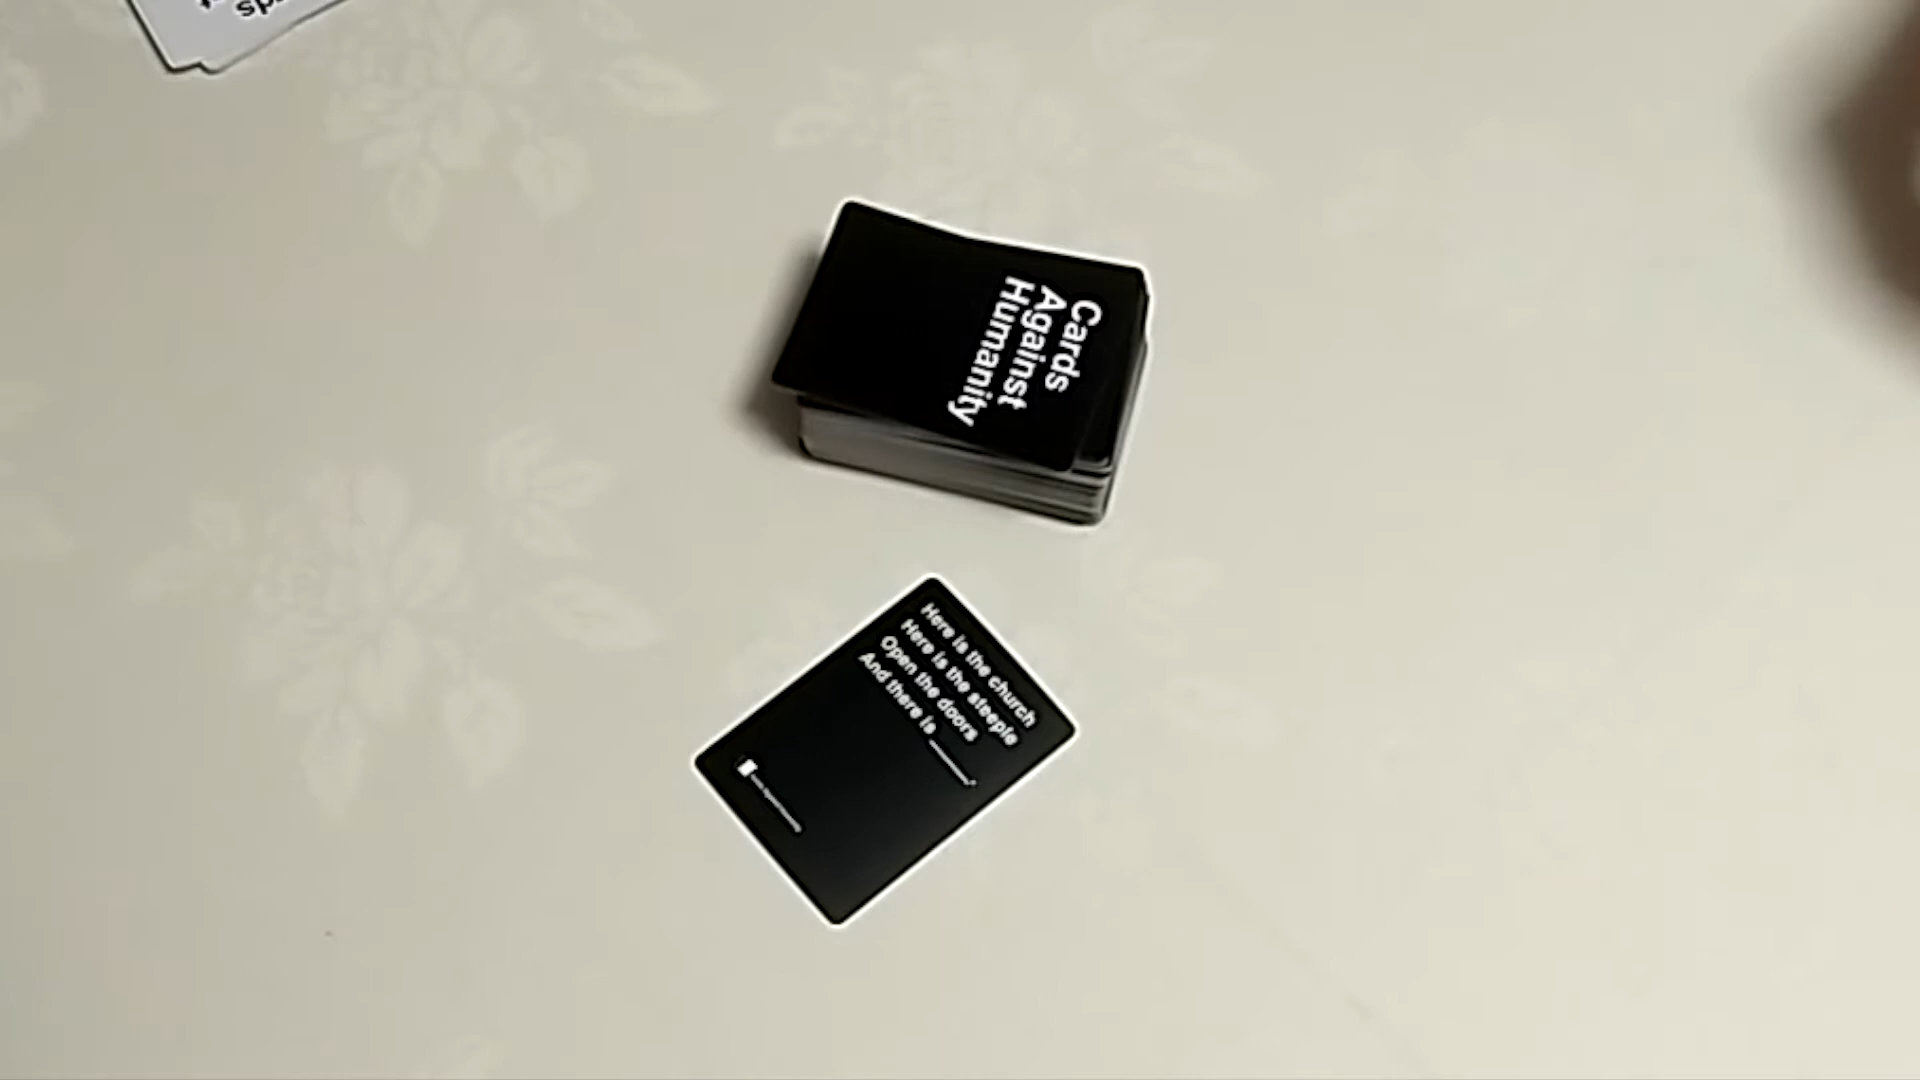 Cards
Against
Humanity
Here is the church
Here is the steeple
Open the doors
And there is ______.